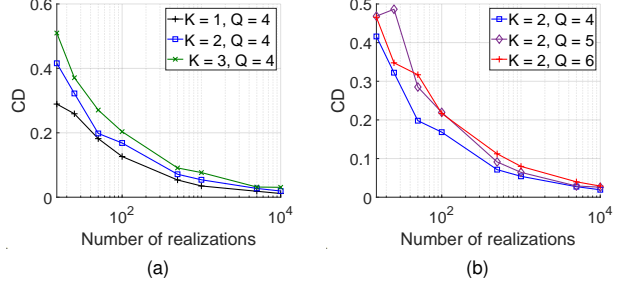 0.6
0.4
0.2
0
CD
K = 1, Q = 4
K = 2, Q = 4
K = 3, Q = 4
10^2
10^4
Number of realizations
(a)
0.5
0.4
0.3
0.2
0.1
0
CD
K = 2, Q = 4
K = 2, Q = 5
K = 2, Q = 6
10^2
10^4
Number of realizations
(b)